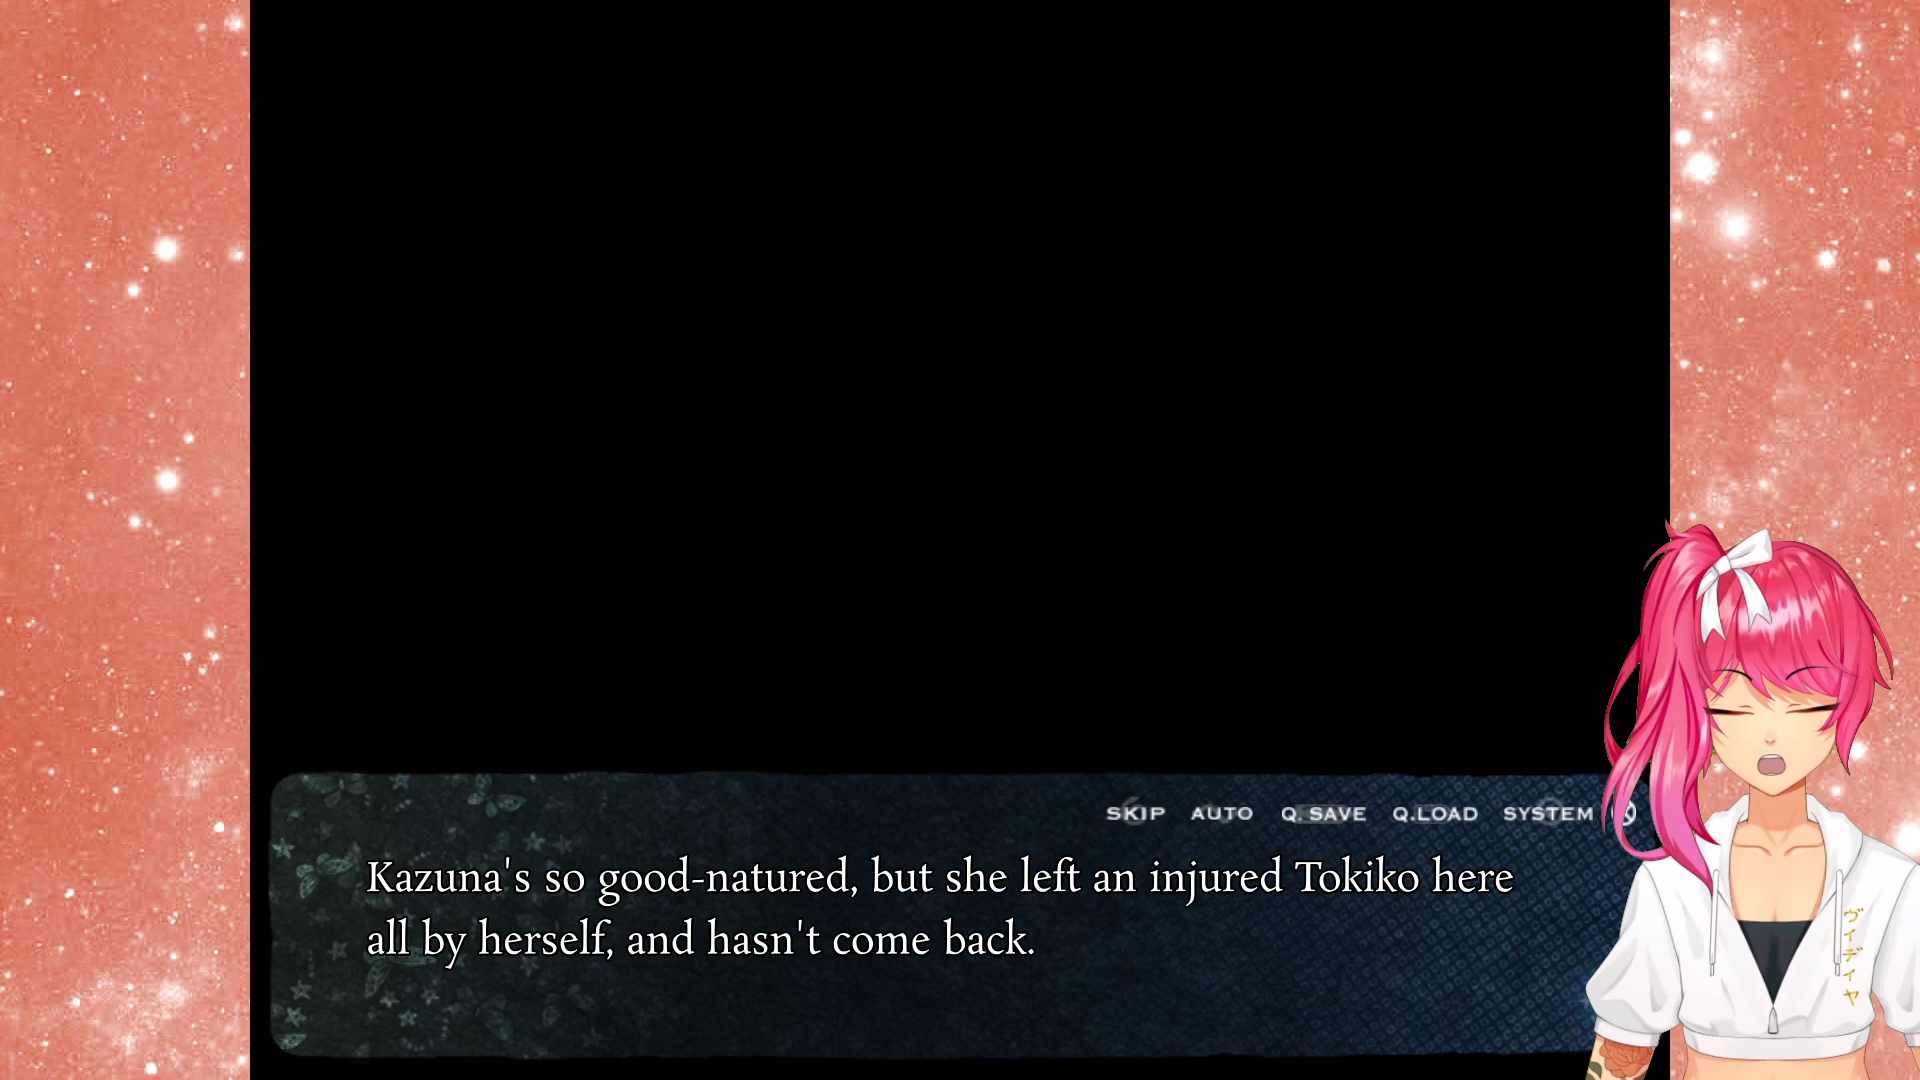 SKIP AUTO Q. SAVE Q.LOAD SYSTEM
Kazuna's so good-natured, but she left an injured Tokiko here
all by herself, and hasn't come back.
ヴィディヤ